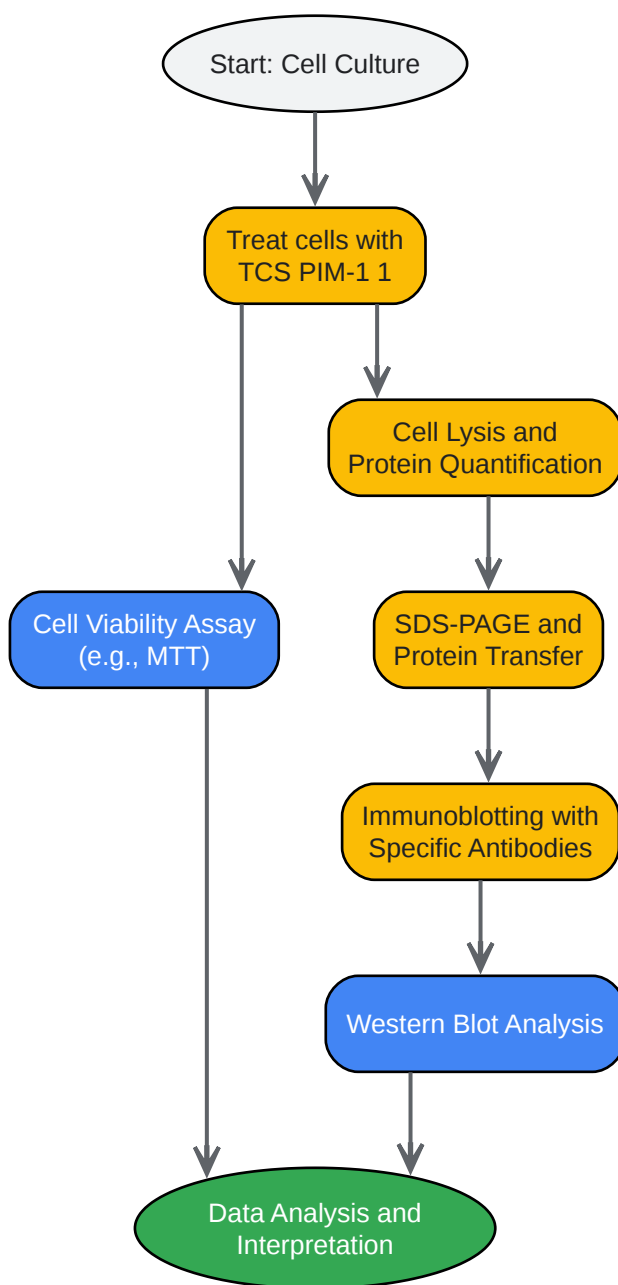 Start: Cell Culture
Treat cells with
TCS PIM-1 1
Cell Lysis and
Protein Quantification
Cell Viability Assay
(e.g., MTT)
SDS-PAGE and
Protein Transfer
Immunoblotting with
Specific Antibodies
Western Blot Analysis
Data Analysis and
Interpretation